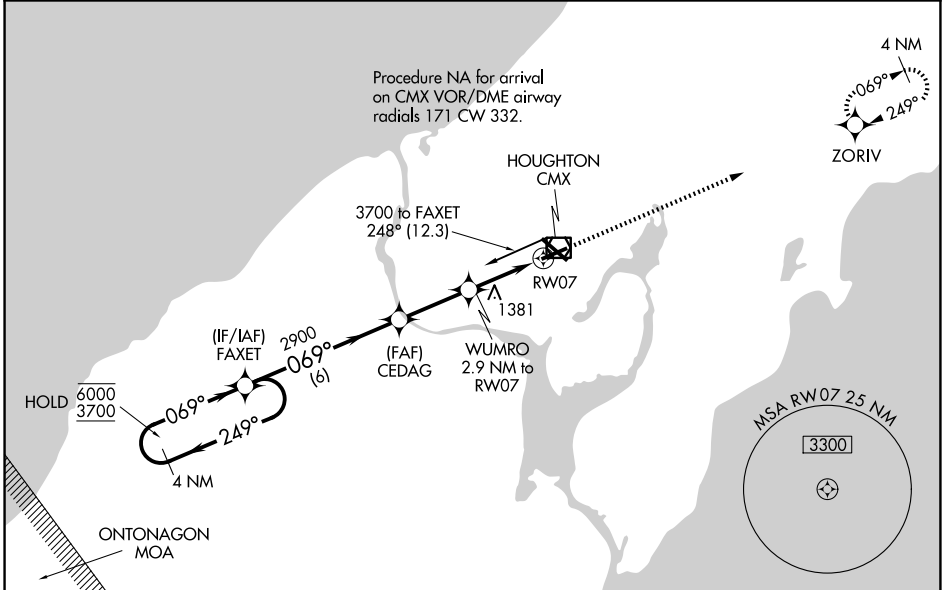 4 NM
069°
249°
ZORIV
Procedure NA for arrival
on CMX VOR/DME airway
radials 171 CW 332.
HOUGHTON
CMX
3700 to FAXET
248° (12.3)
RW07
1381
(IF/IAF)
FAXET
2900
069°
(6)
(FAF)
CEDAG
WUMRO
2.9 NM to
RW07
HOLD
6000
3700
069°
249°
4 NM
MSA RW07 25 NM
3300
ONTONAGON
MOA